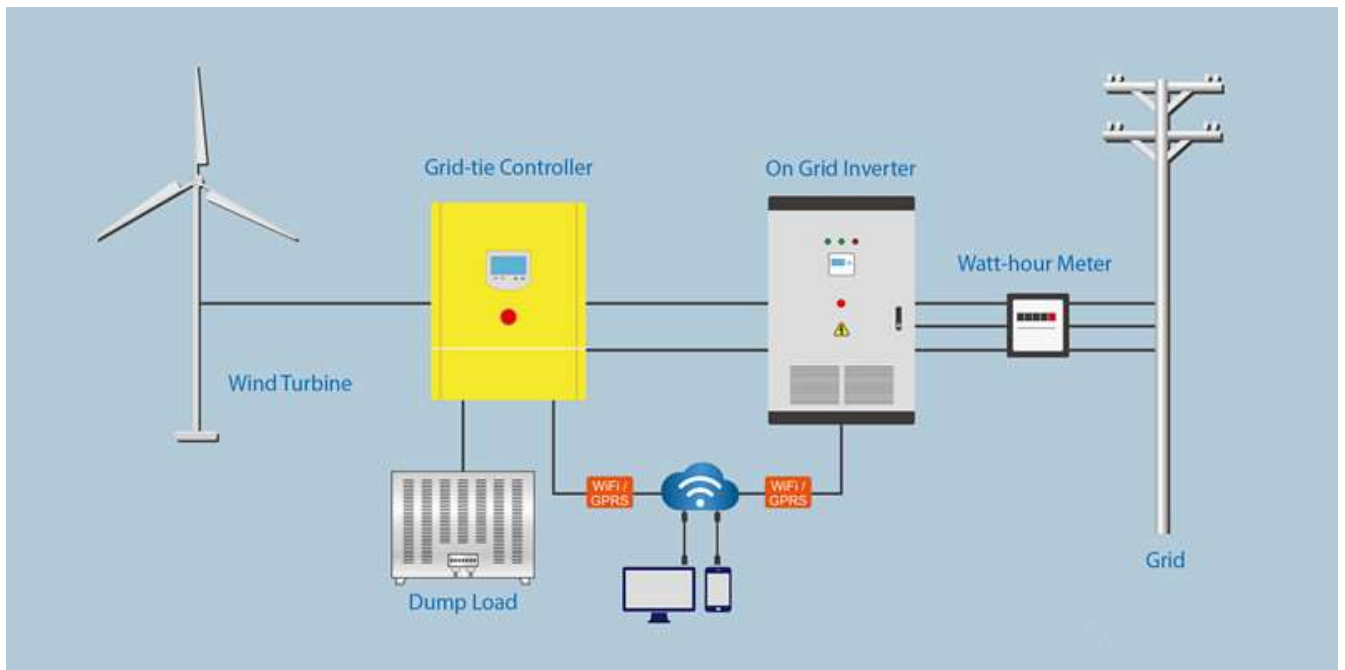 Grid-tie Controller
On Grid Inverter
Watt-hour Meter
Wind Turbine
WiFi /
GPRS
WiFi /
GPRS
Grid
Dump Load